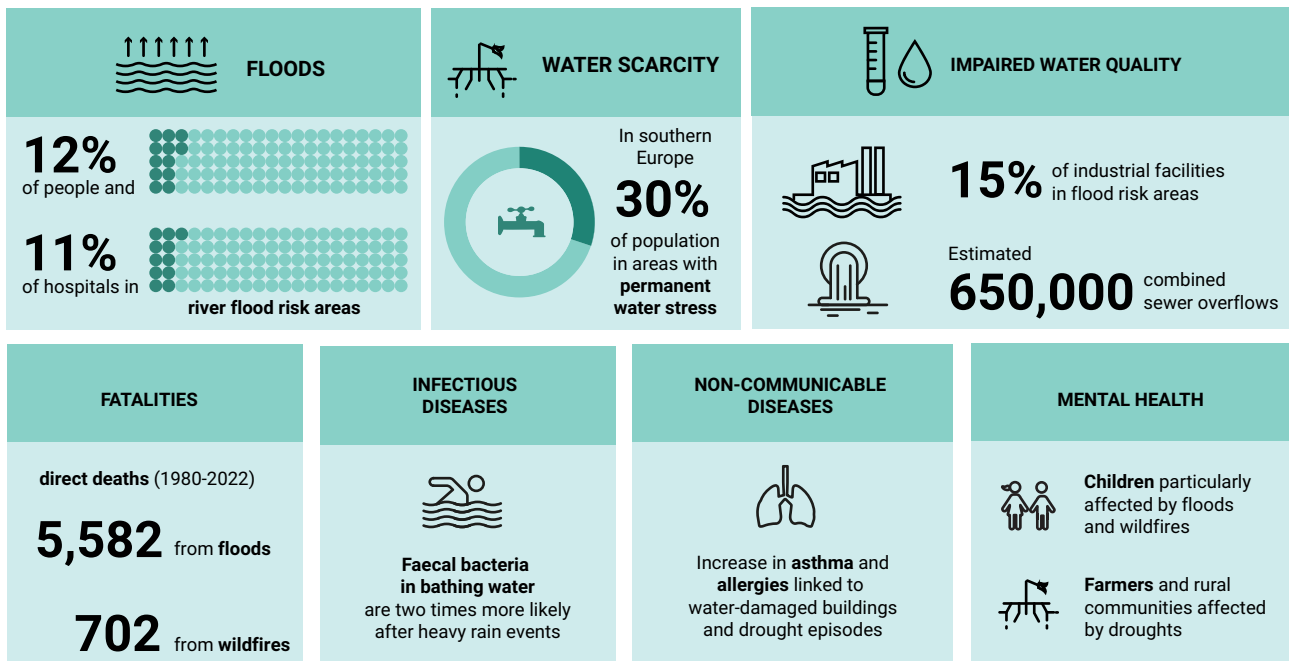 FLOODS
12%
of people and
11%
of hospitals in
river flood risk areas
WATER SCARCITY
In southern
Europe
30%
of population
in areas with
permanent
water stress
IMPAIRED WATER QUALITY
15% of industrial facilities
in flood risk areas
Estimated
650,000 combined
sewer overflows
FATALITIES
direct deaths (1980-2022)
5,582 from floods
702 from wildfires
INFECTIOUS
DISEASES
Faecal bacteria
in bathing water
are two times more likely
after heavy rain events
NON-COMMUNICABLE
DISEASES
Increase in asthma and
allergies linked to
water-damaged buildings
and drought episodes
MENTAL HEALTH
Children particularly
affected by floods
and wildfires
Farmers and rural
communities affected
by droughts